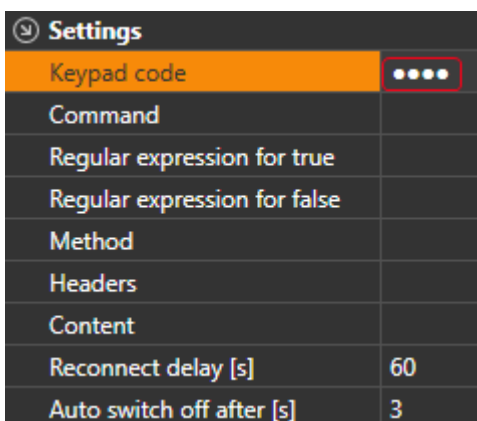 Settings
Keypad code ••••
Command
Regular expression for true
Regular expression for false
Method
Headers
Content
Reconnect delay [s] 60
Auto switch off after [s] 3